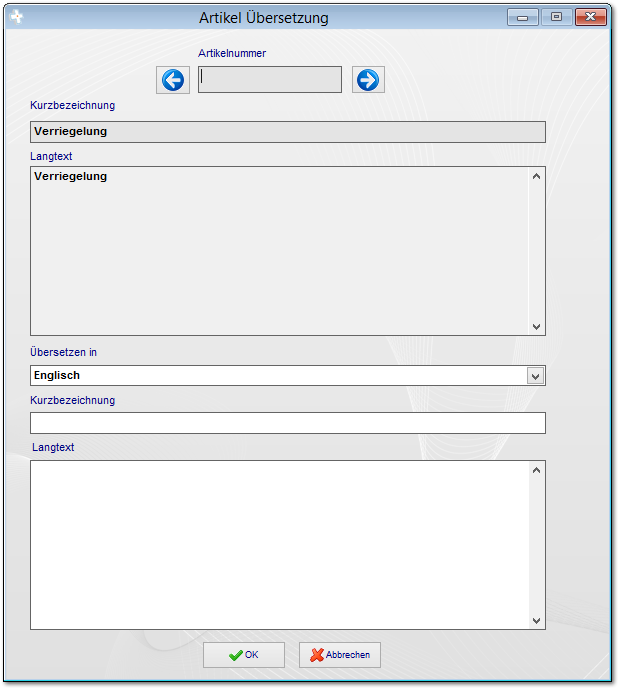 Artikel Übersetzung
Artikelnummer
Kurzbezeichnung
Verriegelung
Langtext
Verriegelung
Übersetzen in
Englisch
Kurzbezeichnung
Langtext
OK
Abbrechen